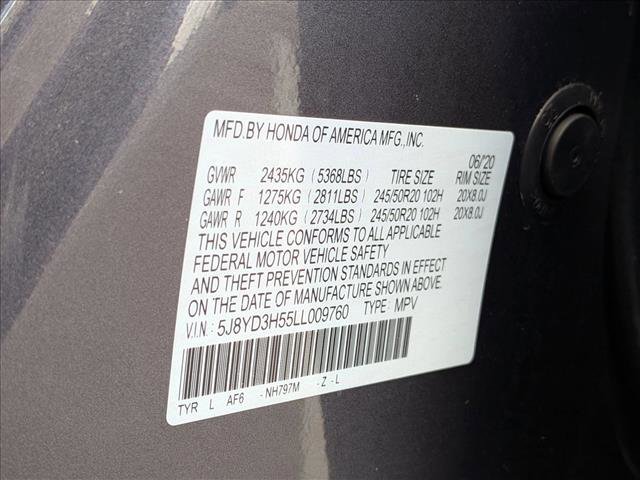 MFD.BY HONDA OF AMERICA MFG.,INC.
06/20
GVWR 2435KG (5368LBS) TIRE SIZE RIM SIZE
GAWR F 1275KG (2811LBS) 245/50R20 102H 20X8.0J
GAWR R 1240KG (2734LBS) 245/50R20 102H 20X8.0J
THIS VEHICLE CONFORMS TO ALL APPLICABLE
FEDERAL MOTOR VEHICLE SAFETY
AND THEFT PREVENTION STANDARDS IN EFFECT
ON THE DATE OF MANUFACTURE SHOWN ABOVE.
V.I.N.: 5J8YD3H55LL009760 TYPE: MPV
TYR L AF6 -NH797M -Z -L